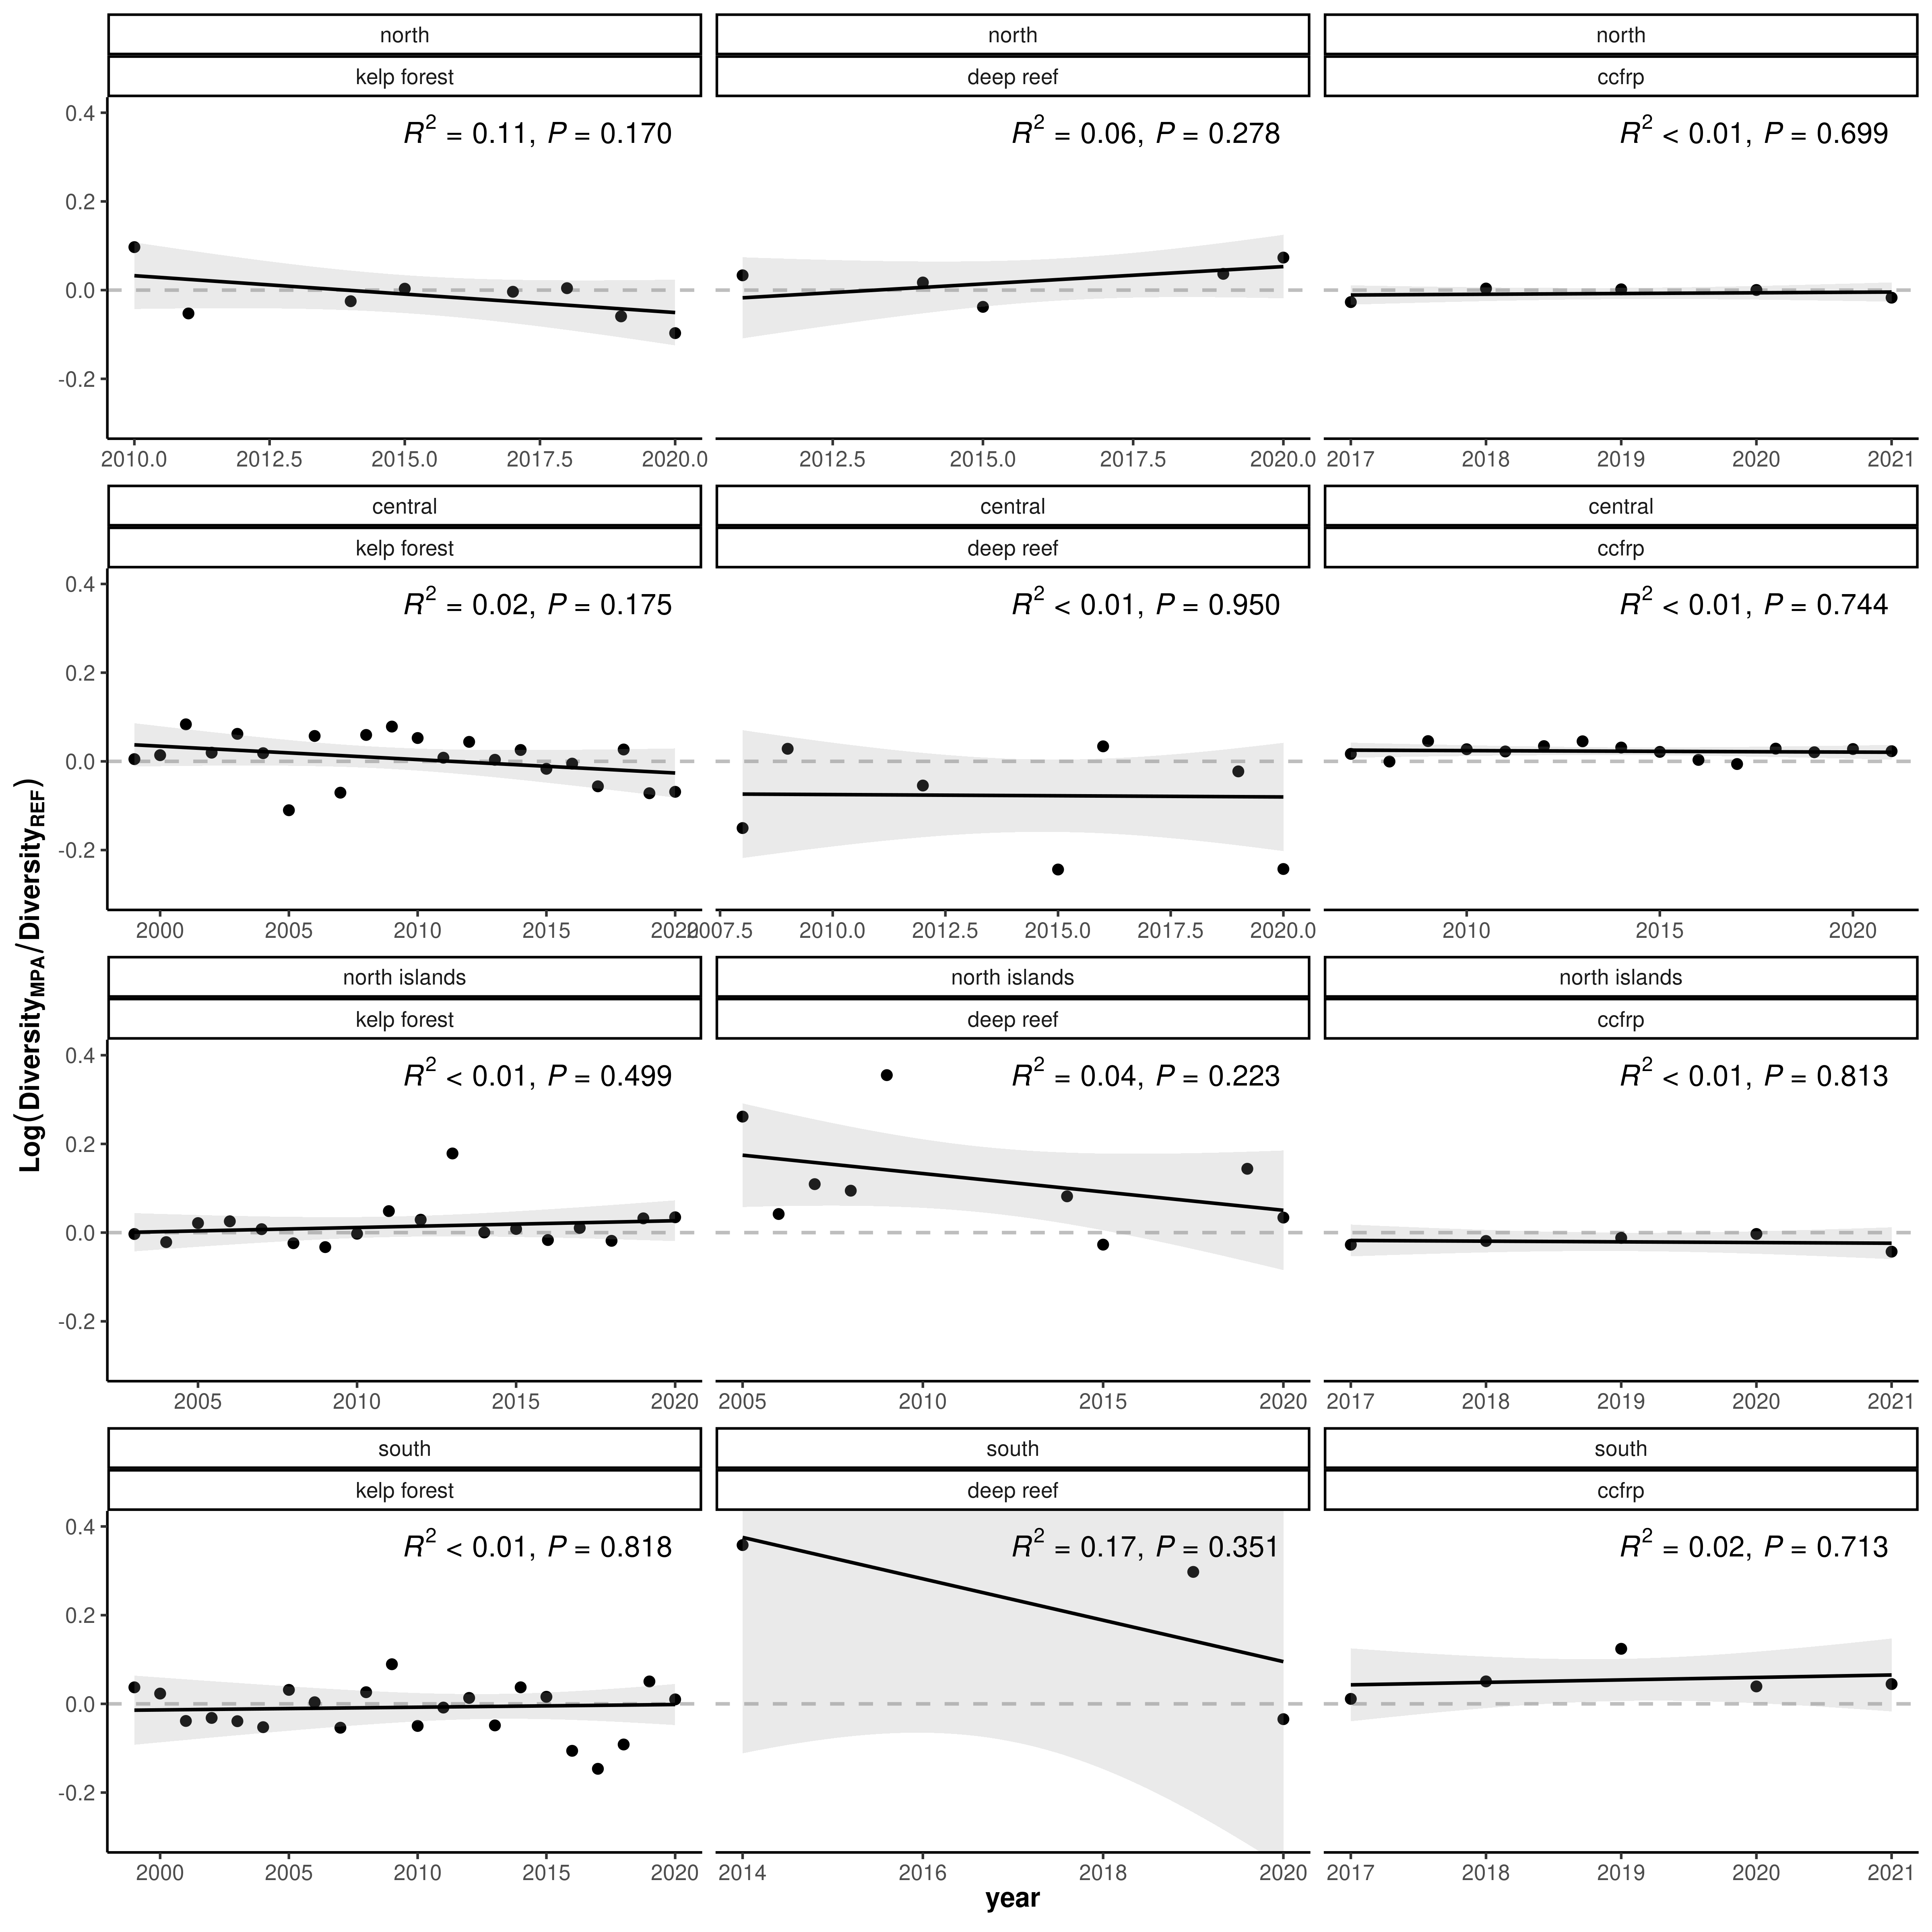 north north north
kelp forest deep reef ccfrp
0.4
R² = 0.11, P = 0.170 R² = 0.06, P = 0.278 R² < 0.01, P = 0.699
0.2
0.0
-0.2
2010.0 2012.5 2015.0 2017.5 2020.0 2012.5 2015.0 2017.5 2020.0 2017 2018 2019 2020 2021
central central central
kelp forest deep reef ccfrp
0.4
R² = 0.02, P = 0.175 R² < 0.01, P = 0.950 R² < 0.01, P = 0.744
0.2
0.0
-0.2
2000 2005 2010 2015 2020 2007.5 2010.0 2012.5 2015.0 2017.5 2020.0 2010 2015 2020
Log(DiversityMPA/DiversityREF)
north islands north islands north islands
kelp forest deep reef ccfrp
0.4
R² < 0.01, P = 0.499 R² = 0.04, P = 0.223 R² < 0.01, P = 0.813
0.2
0.0
-0.2
2005 2010 2015 2020 2005 2010 2015 2020 2017 2018 2019 2020 2021
south south south
kelp forest deep reef ccfrp
0.4
R² < 0.01, P = 0.818 R² = 0.17, P = 0.351 R² = 0.02, P = 0.713
0.2
0.0
-0.2
2000 2005 2010 2015 2020 2014 2016 2018 2020 2017 2018 2019 2020 2021
year